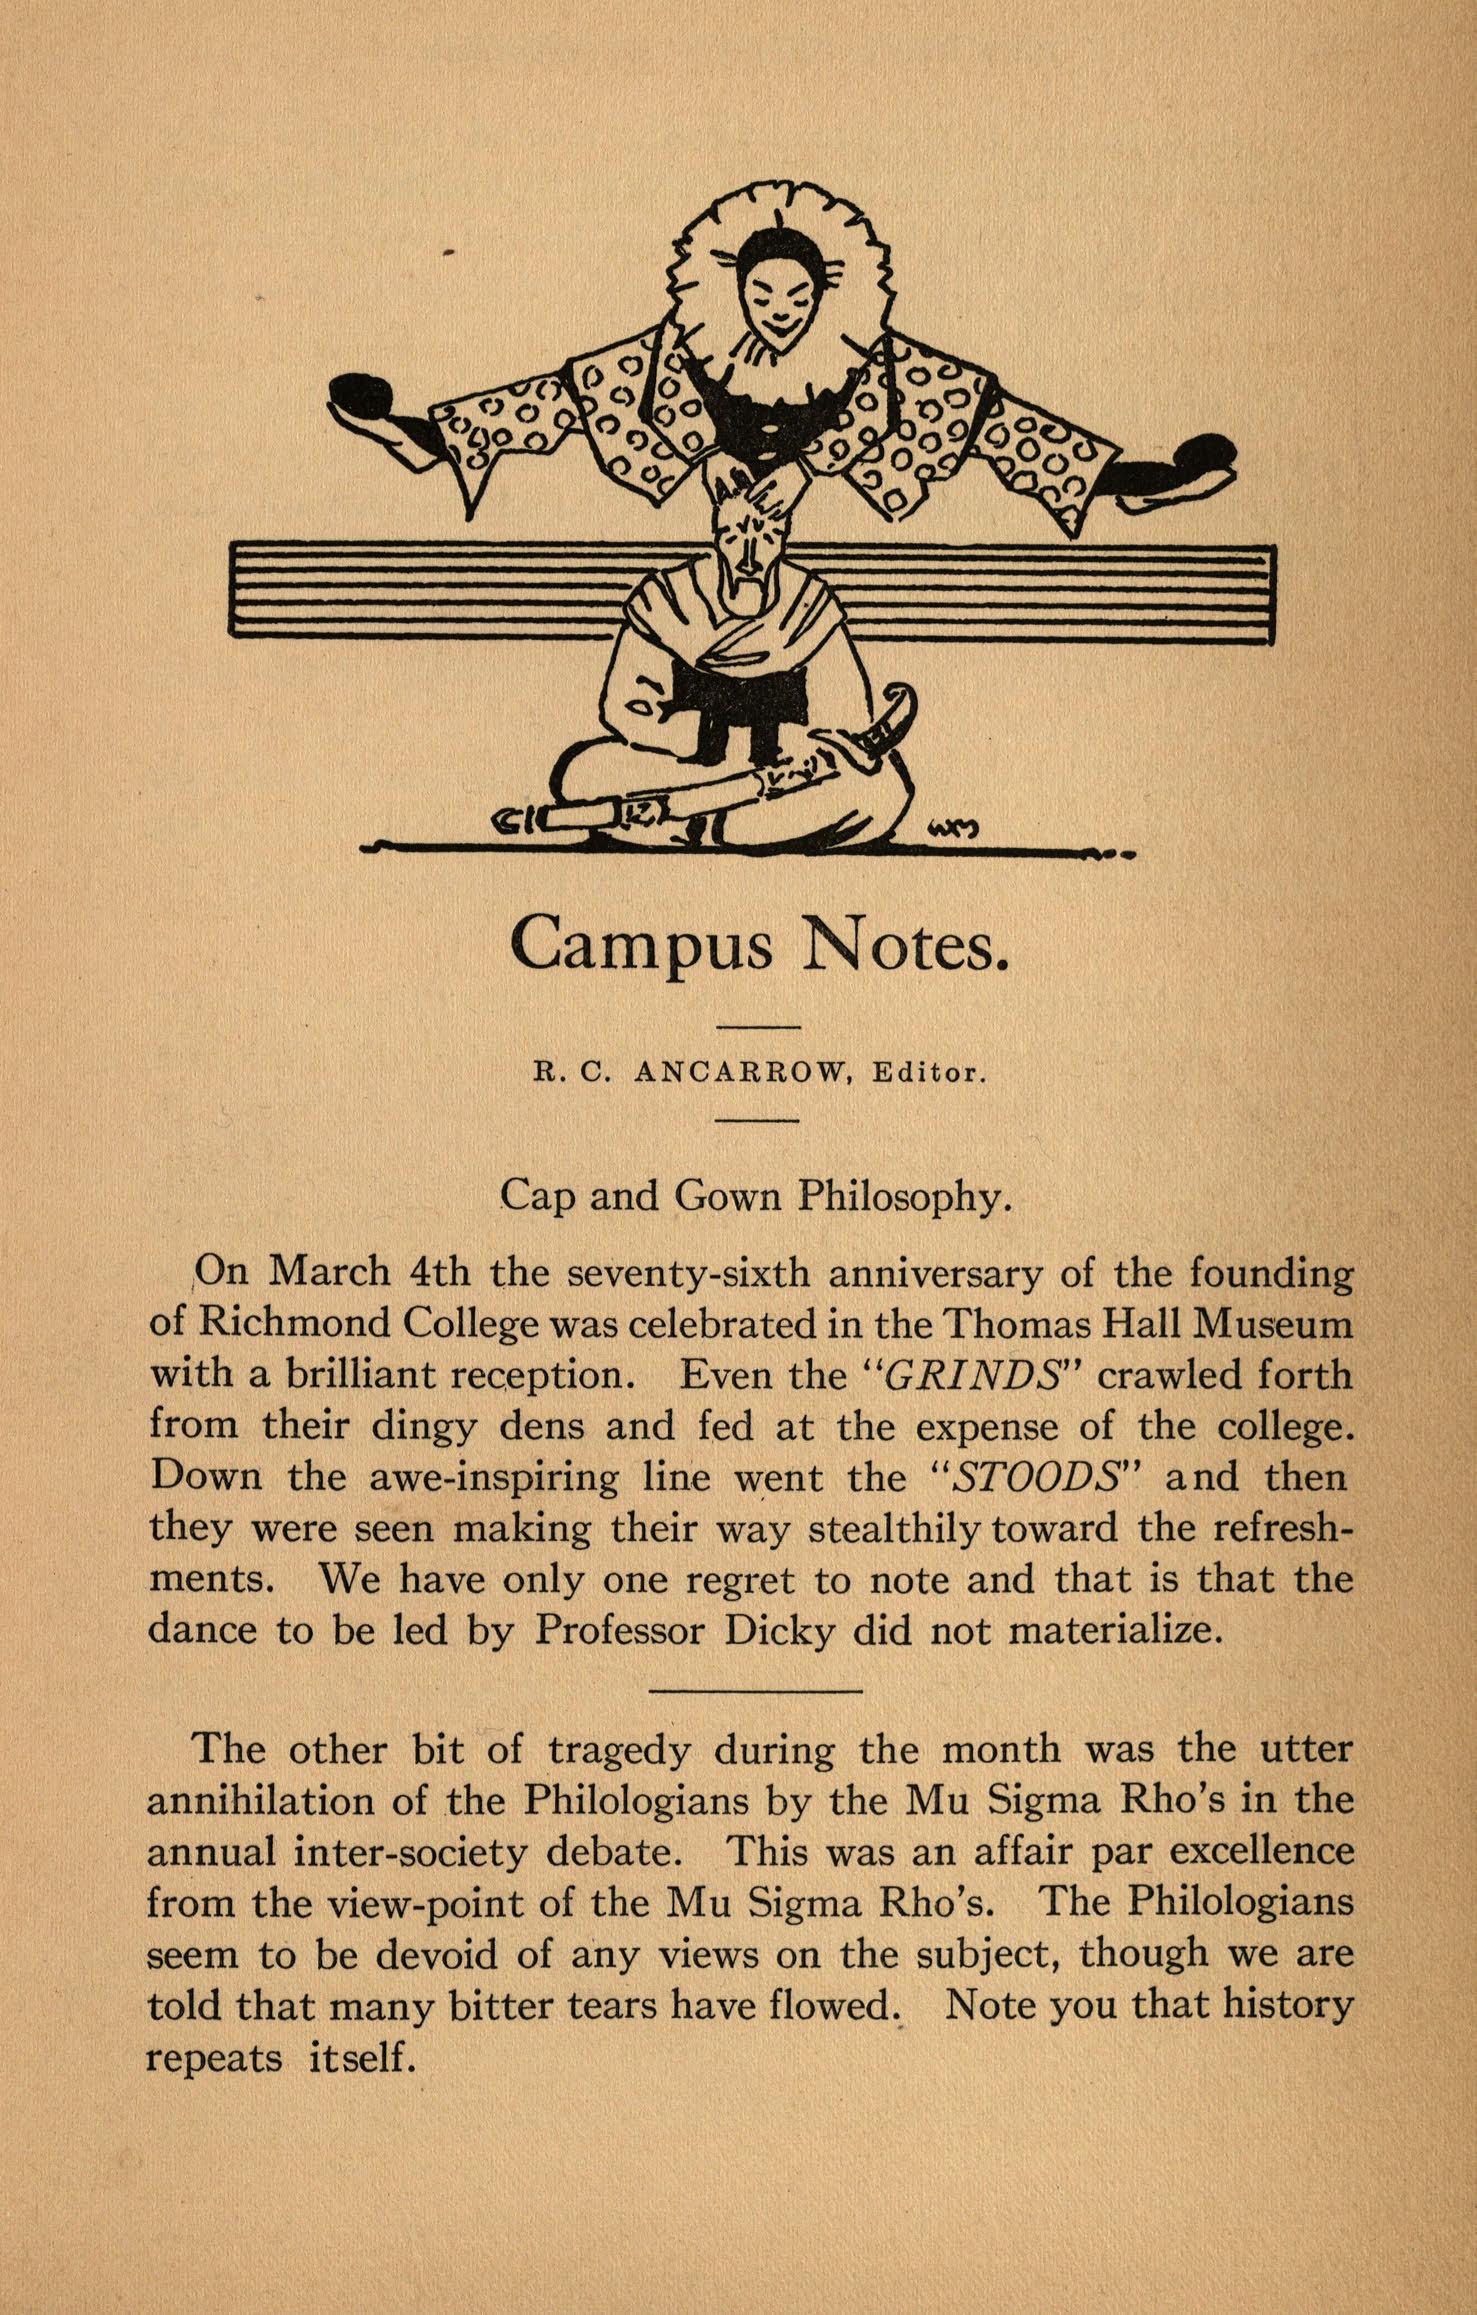 Campus Notes.
R. C. ANCARROW, Editor.
Cap and Gown Philosophy.
On March 4th the seventy-sixth anniversary of the founding
of Richmond College was celebrated in the Thomas Hall Museum
with a brilliant reception. Even the "GRINDS" crawled forth
from their dingy dens and fed at the expense of the college.
Down the awe-inspiring line went the "STOODS" and then
they were seen making their way stealthily toward the refresh-
ments. We have only one regret to note and that is that the
dance to be led by Professor Dicky did not materialize.
The other bit of tragedy during the month was the utter
annihilation of the Philologians by the Mu Sigma Rho's in the
annual inter-society debate. This was an affair par excellence
from the view-point of the Mu Sigma Rho's. The Philologians
seem to be devoid of any views on the subject, though we are
told that many bitter tears have flowed. Note you that history
repeats itself.